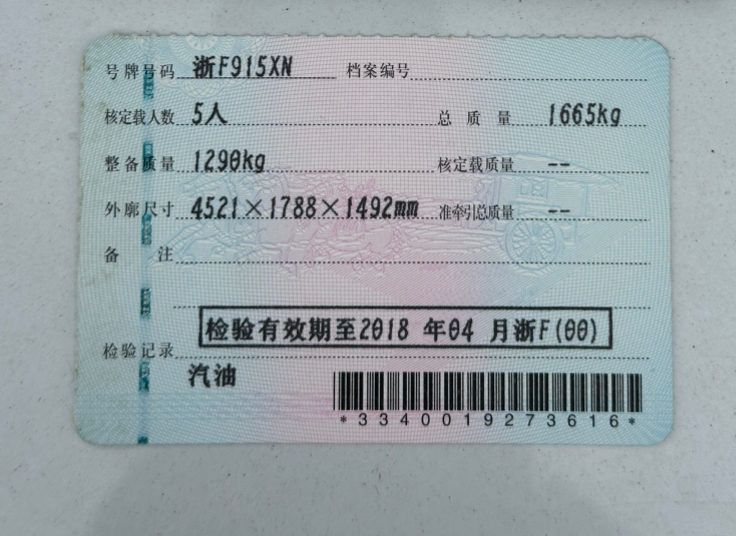 号牌号码 浙F915XN 档案编号
核定载人数 5人 总质量 1665kg
整备质量 1290kg 核定载质量 --
外廓尺寸 4521×1788×1492mm 准牵引总质量 --
备注
检验有效期至2018 年04 月浙F(00)
检验记录
汽油
*3340019273616*